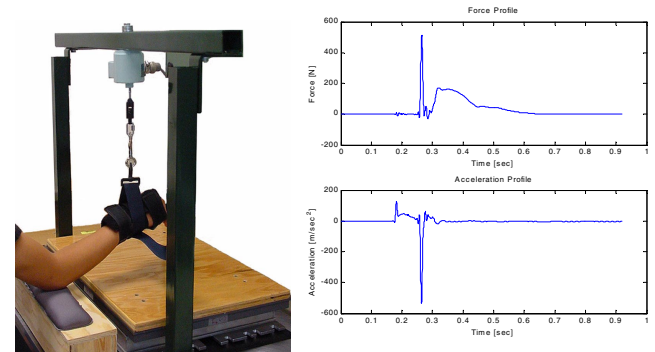 Force Profile
600
400
200
0
-200
Force [N]
0 0.1 0.2 0.3 0.4 0.5 0.6 0.7 0.8 0.9 1
Time [sec]
Acceleration Profile
200
0
-200
-400
-600
Acceleration [m/sec²]
0 0.1 0.2 0.3 0.4 0.5 0.6 0.7 0.8 0.9 1
Time [sec]